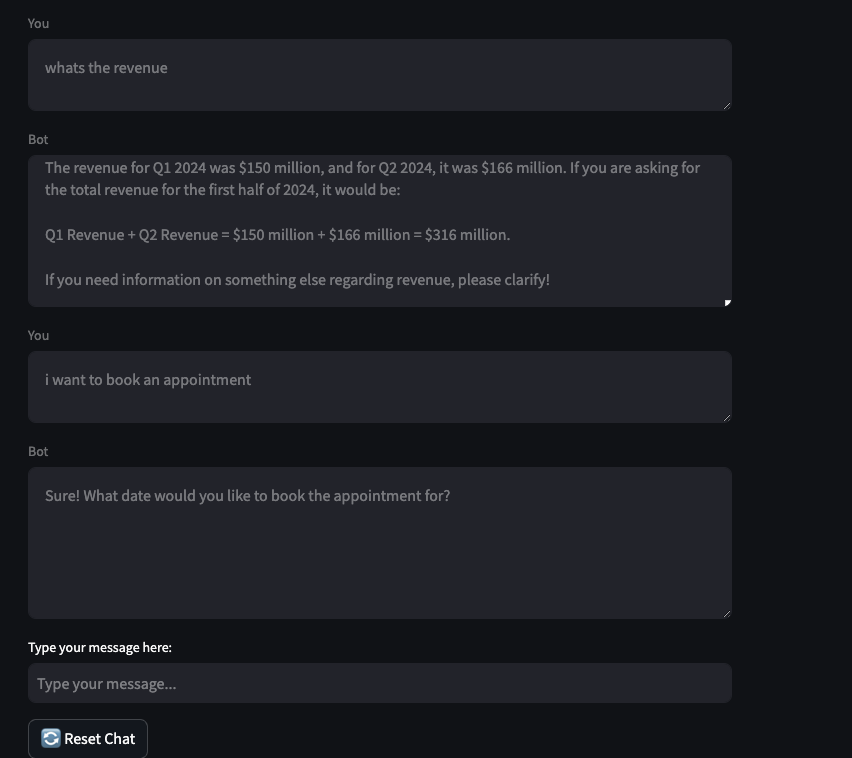 You
whats the revenue
Bot
The revenue for Q1 2024 was $150 million, and for Q2 2024, it was $166 million. If you are asking for
the total revenue for the first half of 2024, it would be:
Q1 Revenue + Q2 Revenue = $150 million + $166 million = $316 million.
If you need information on something else regarding revenue, please clarify!
You
i want to book an appointment
Bot
Sure! What date would you like to book the appointment for?
Type your message here:
Type your message...
Reset Chat